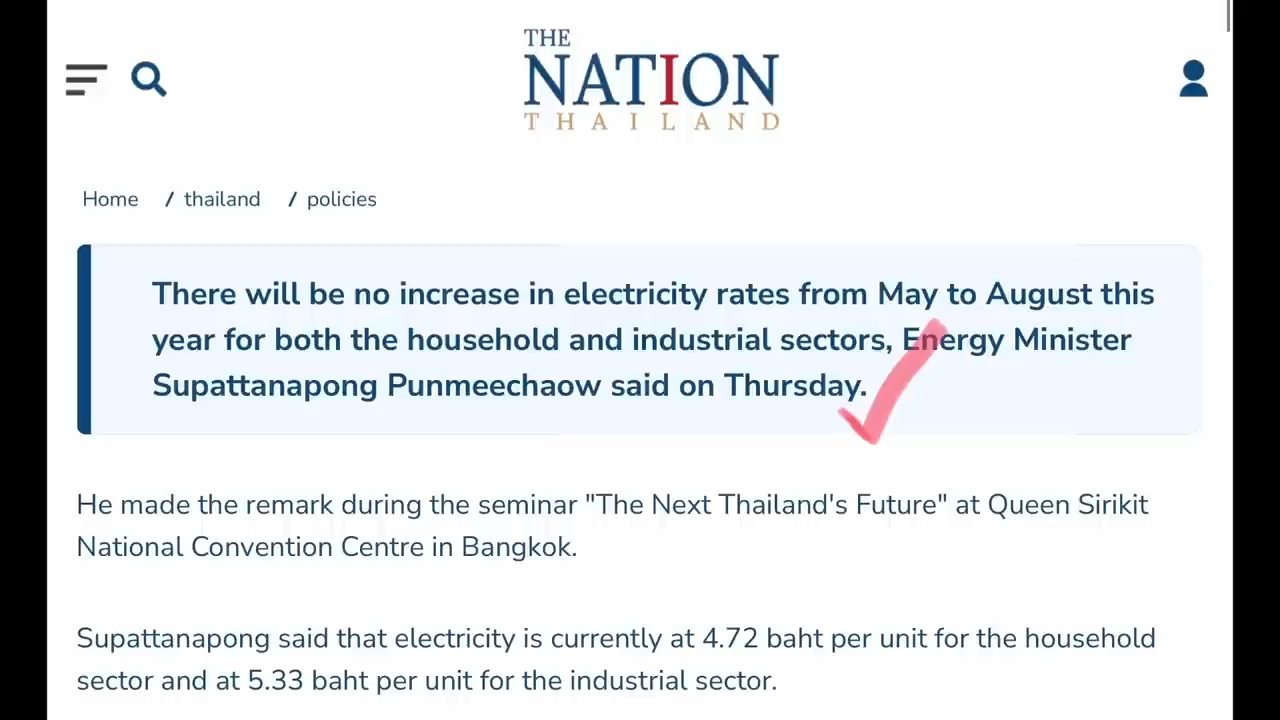 THE
NATION
THAILAND
Home / thailand / policies
There will be no increase in electricity rates from May to August this
year for both the household and industrial sectors, Energy Minister
Supattanapong Punmeechaow said on Thursday.
He made the remark during the seminar "The Next Thailand's Future" at Queen Sirikit
National Convention Centre in Bangkok.
Supattanapong said that electricity is currently at 4.72 baht per unit for the household
sector and at 5.33 baht per unit for the industrial sector.